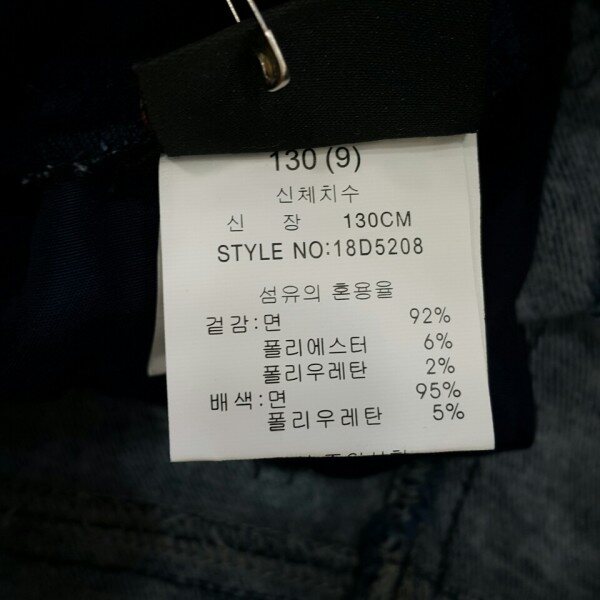 130 (9)
신체치수
신 장 130CM
STYLE NO:18D5208
섬유의 혼용율
겉감:면 92%
폴리에스터 6%
폴리우레탄 2%
배색:면 95%
폴리우레탄 5%